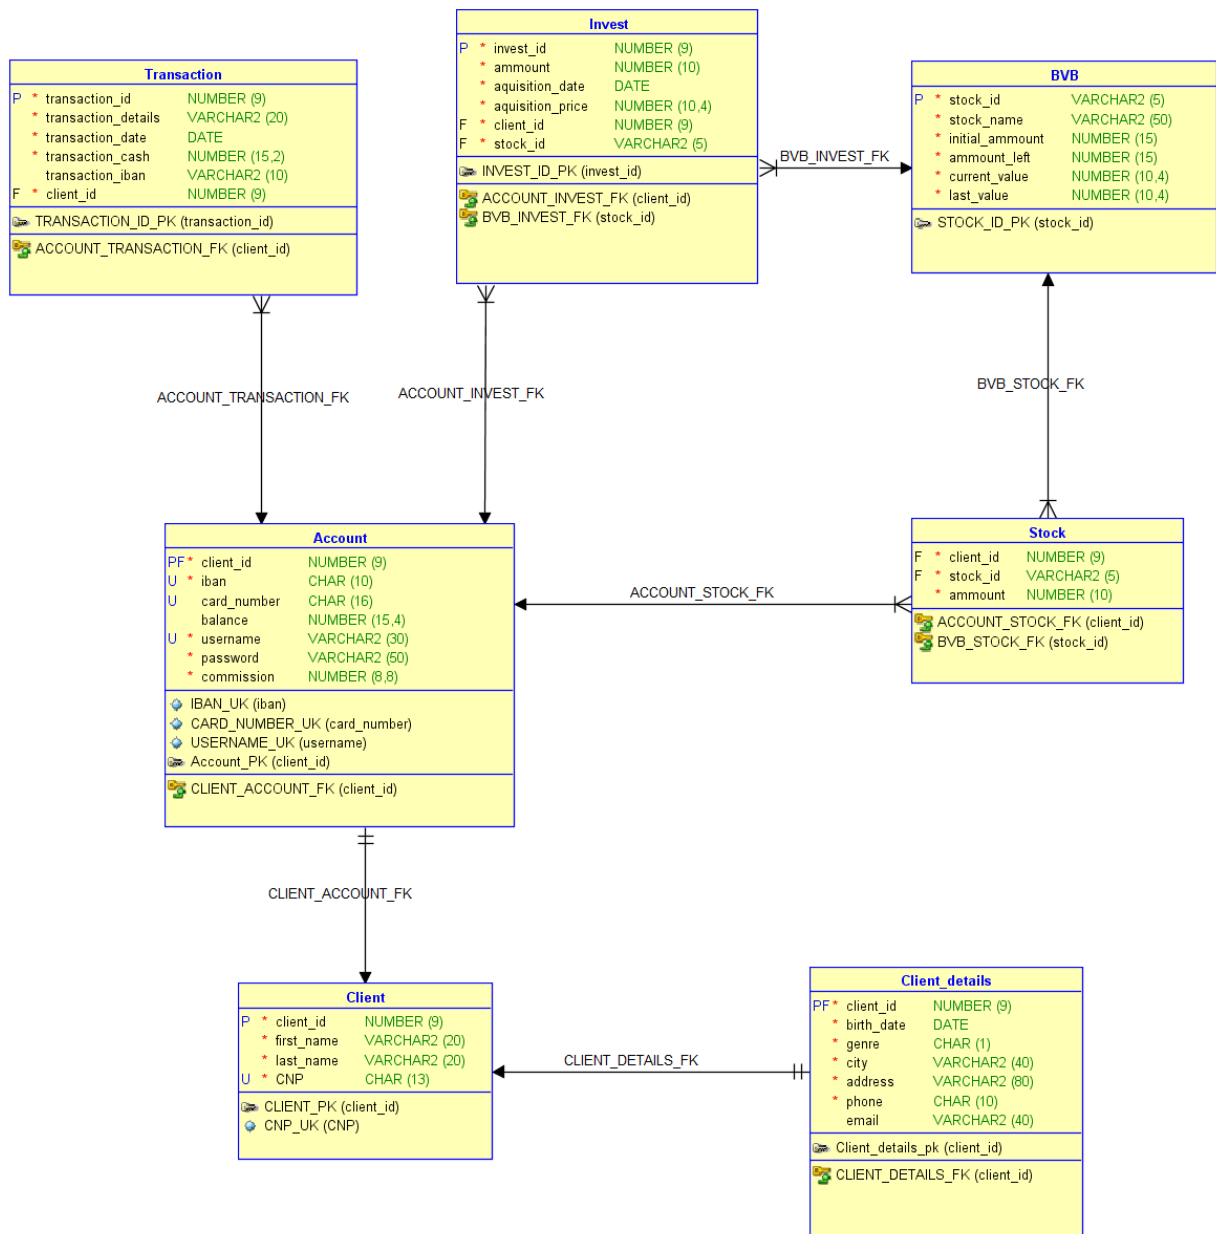 Transaction
P * transaction_id NUMBER (9)
* transaction_details VARCHAR2 (20)
* transaction_date DATE
* transaction_cash NUMBER (15,2)
transaction_iban VARCHAR2 (10)
F * client_id NUMBER (9)
TRANSACTION_ID_PK (transaction_id)
ACCOUNT_TRANSACTION_FK (client_id)
Invest
P * invest_id NUMBER (9)
* ammount NUMBER (10)
* aquisition_date DATE
* aquisition_price NUMBER (10,4)
F * client_id NUMBER (9)
F * stock_id VARCHAR2 (5)
INVEST_ID_PK (invest_id)
ACCOUNT_INVEST_FK (client_id)
BVB_INVEST_FK (stock_id)
BVB_INVEST_FK
BVB
P * stock_id VARCHAR2 (5)
* stock_name VARCHAR2 (50)
* initial_ammount NUMBER (15)
* ammount_left NUMBER (15)
* current_value NUMBER (10,4)
* last_value NUMBER (10,4)
STOCK_ID_PK (stock_id)
ACCOUNT_TRANSACTION_FK
ACCOUNT_INVEST_FK
BVB_STOCK_FK
Account
PF * client_id NUMBER (9)
U * iban CHAR (10)
U card_number CHAR (16)
balance NUMBER (15,4)
U * username VARCHAR2 (30)
* password VARCHAR2 (50)
* commission NUMBER (8,8)
IBAN_UK (iban)
CARD_NUMBER_UK (card_number)
USERNAME_UK (username)
Account_PK (client_id)
CLIENT_ACCOUNT_FK (client_id)
ACCOUNT_STOCK_FK
Stock
F * client_id NUMBER (9)
F * stock_id VARCHAR2 (5)
* ammount NUMBER (10)
ACCOUNT_STOCK_FK (client_id)
BVB_STOCK_FK (stock_id)
CLIENT_ACCOUNT_FK
Client
P * client_id NUMBER (9)
* first_name VARCHAR2 (20)
* last_name VARCHAR2 (20)
U * CNP CHAR (13)
CLIENT_PK (client_id)
CNP_UK (CNP)
CLIENT_DETAILS_FK
Client_details
PF * client_id NUMBER (9)
* birth_date DATE
* genre CHAR (1)
* city VARCHAR2 (40)
* address VARCHAR2 (80)
* phone CHAR (10)
email VARCHAR2 (40)
Client_details_pk (client_id)
CLIENT_DETAILS_FK (client_id)